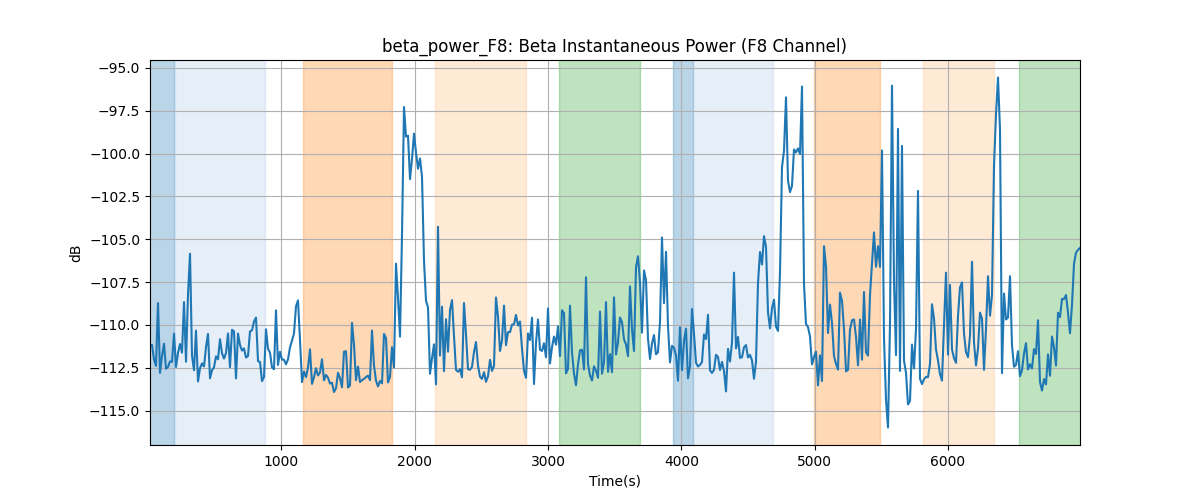 beta_power_F8: Beta Instantaneous Power (F8 Channel)
−95.0
−97.5
−100.0
−102.5
−105.0
−107.5
−110.0
−112.5
−115.0
dB
1000 2000 3000 4000 5000 6000
Time(s)